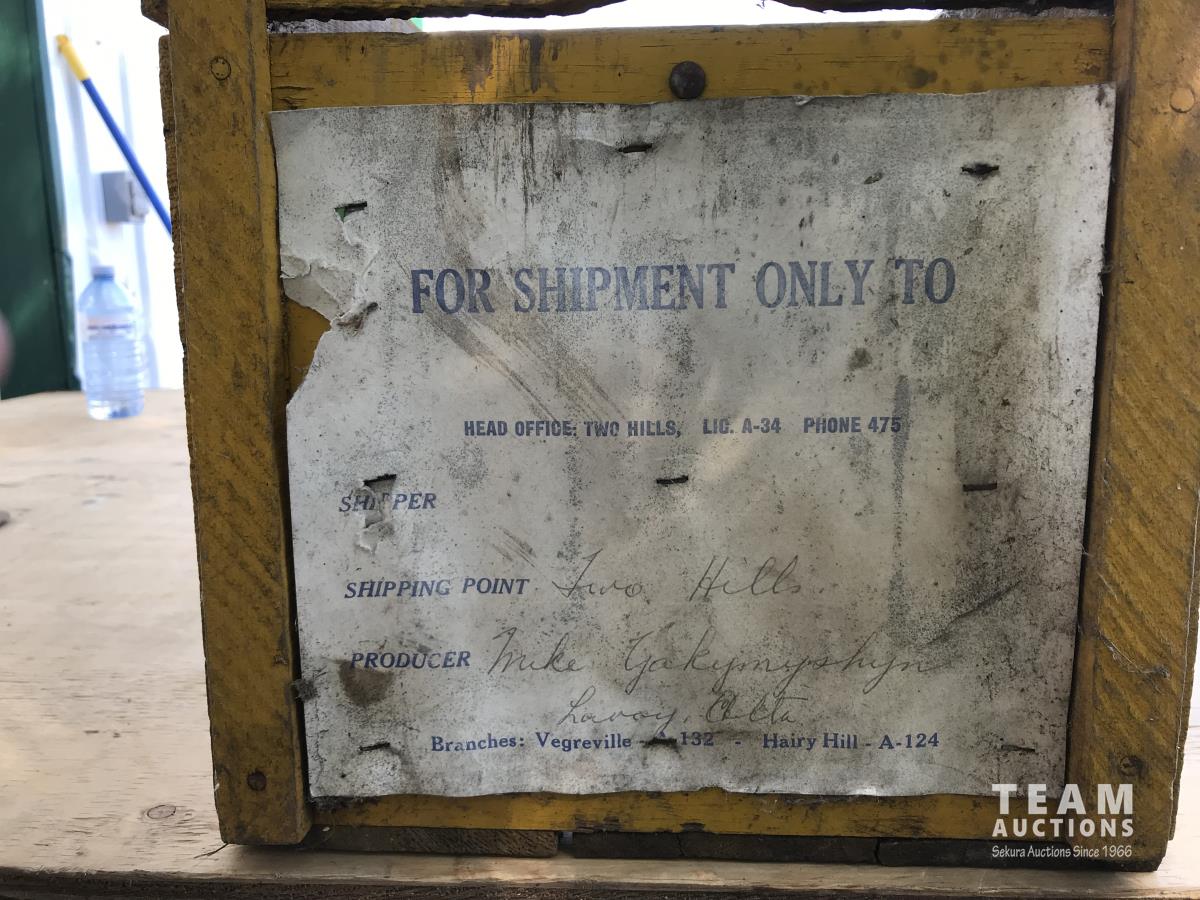 FOR SHIPMENT ONLY TO
HEAD OFFICE: TWO HILLS, LIC. A-34 PHONE 475
SHIPPER
SHIPPING POINT Two Hills.
PRODUCER Mike Yakymyshyn
Lavoy, Alta
Branches: Vegreville - A-132 - Hairy Hill - A-124
TEAM
AUCTIONS
Sekura Auctions Since 1966